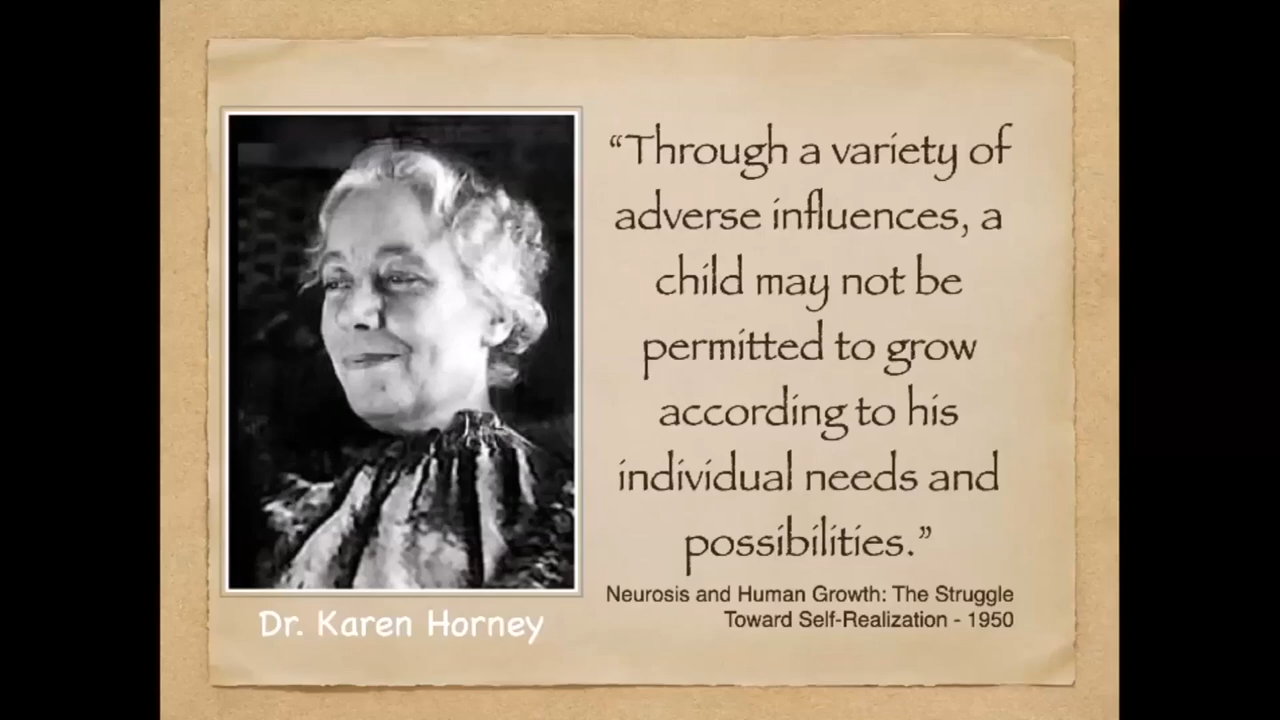 “Through a variety of
adverse influences, a
child may not be
permitted to grow
according to his
individual needs and
possibilities.”
Neurosis and Human Growth: The Struggle
Toward Self-Realization - 1950
Dr. Karen Horney